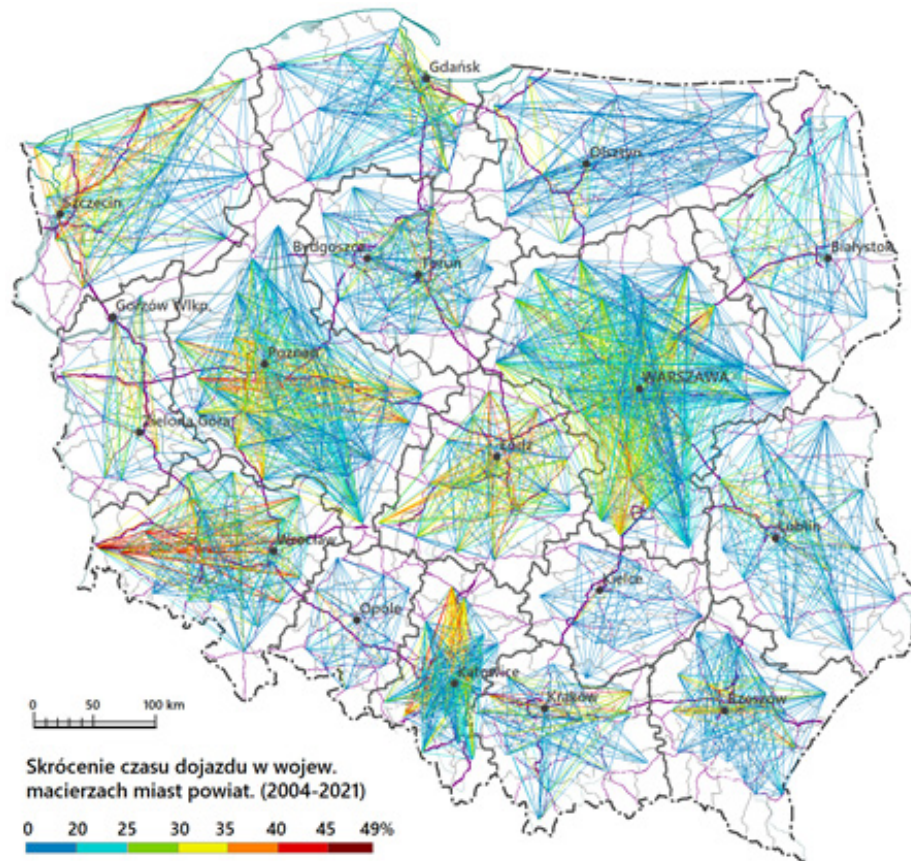 Gdańsk
Olsztyn
Szczecin
Bydgoszcz
Toruń
Białystok
Gorzów Wlkp.
Poznań
WARSZAWA
Zielona Góra
Łódź
Wrocław
Lublin
Kielce
Opole
Katowice
Kraków
Rzeszów
0 50 100 km
Skrócenie czasu dojazdu w wojew.
macierzach miast powiat. (2004-2021)
0 20 25 30 35 40 45 49%